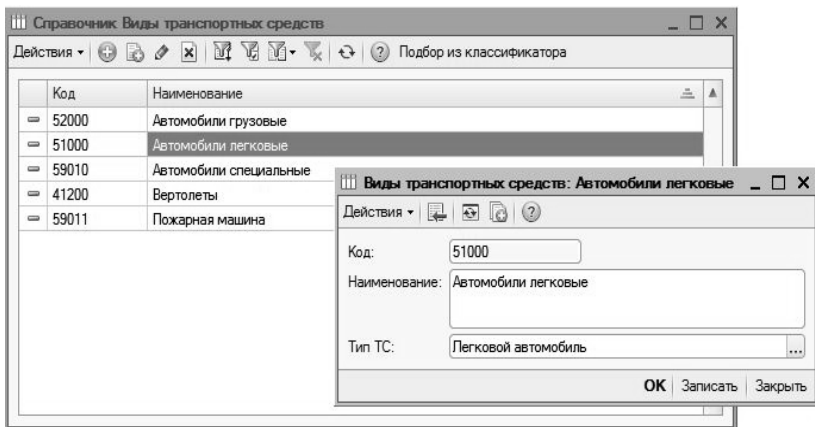 Справочник Виды транспортных средств
Действия Подбор из классификатора
Код Наименование
52000 Автомобили грузовые
51000 Автомобили легковые
59010 Автомобили специальные
41200 Вертолеты
59011 Пожарная машина
Виды транспортных средств: Автомобили легковые
Действия
Код: 51000
Наименование: Автомобили легковые
Тип ТС: Легковой автомобиль ...
OK Записать Закрыть